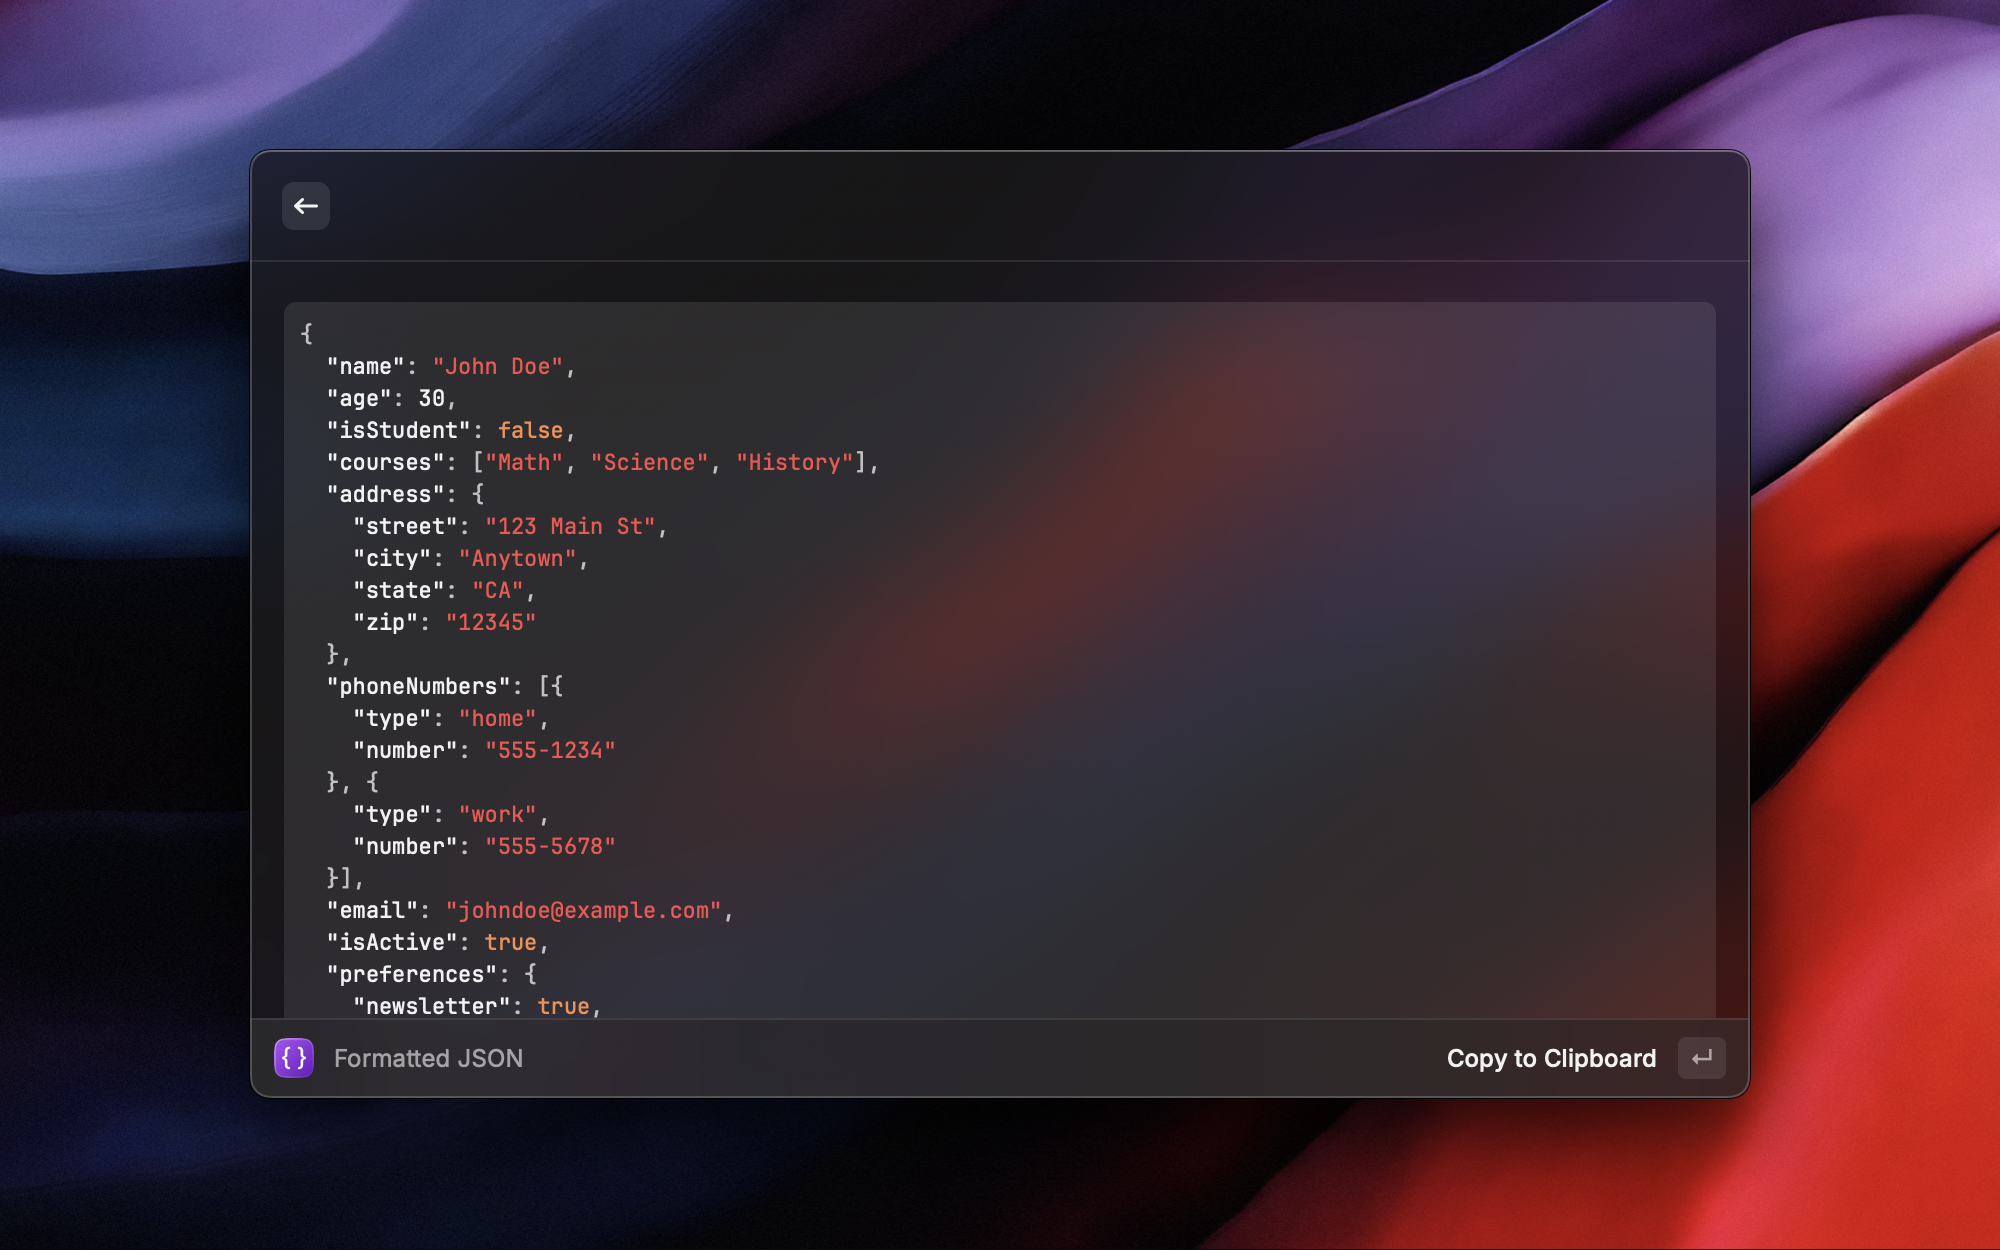 {
  "name": "John Doe",
  "age": 30,
  "isStudent": false,
  "courses": ["Math", "Science", "History"],
  "address": {
    "street": "123 Main St",
    "city": "Anytown",
    "state": "CA",
    "zip": "12345"
  },
  "phoneNumbers": [{
    "type": "home",
    "number": "555-1234"
  }, {
    "type": "work",
    "number": "555-5678"
  }],
  "email": "johndoe@example.com",
  "isActive": true,
  "preferences": {
    "newsletter": true,
{} Formatted JSON
Copy to Clipboard